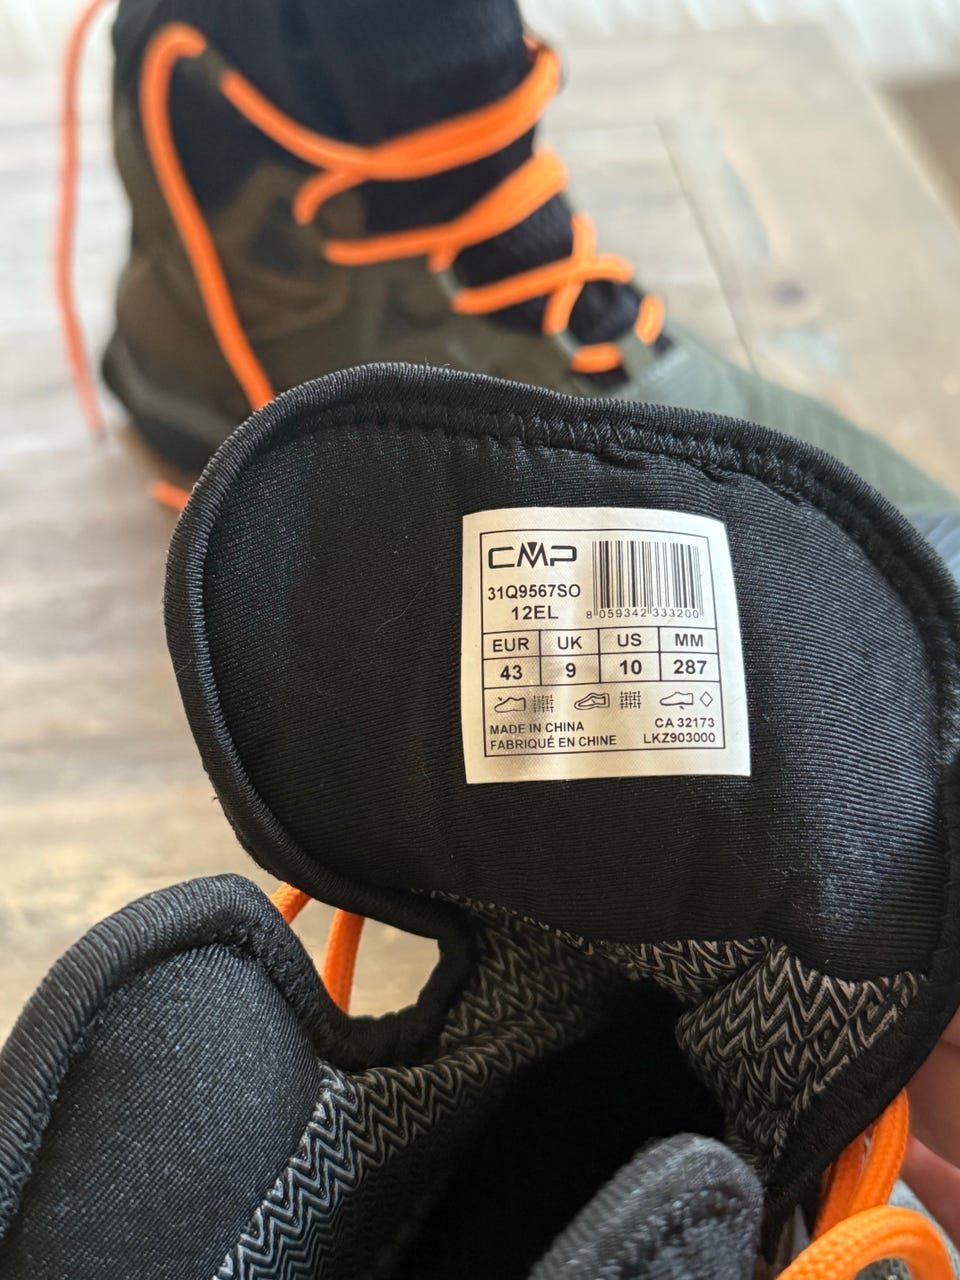 CMP
31Q9567SO
12EL
8 059342 333200
EUR UK US MM
43 9 10 287
MADE IN CHINA
FABRIQUÉ EN CHINE
CA 32173
LKZ903000